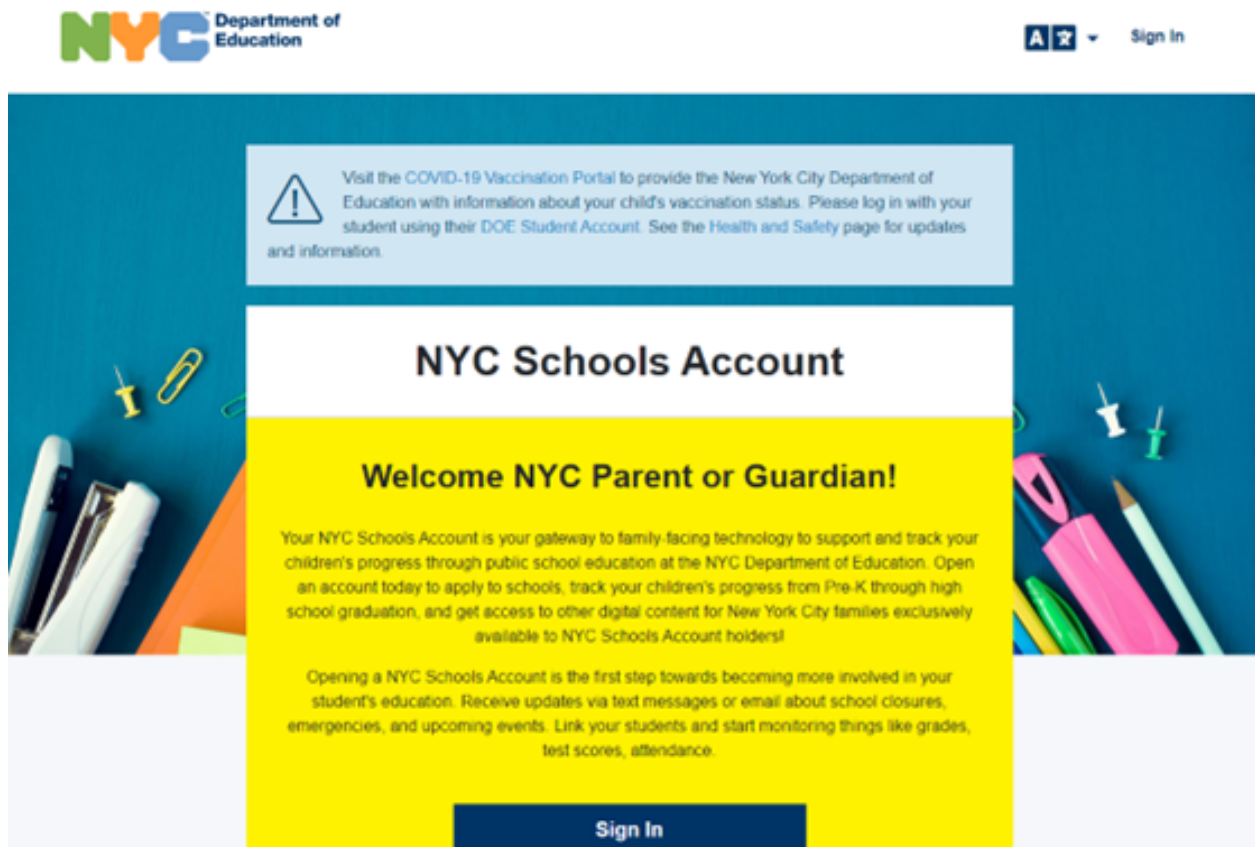 NYC Department of
Education
A 文 Sign In
Visit the COVID-19 Vaccination Portal to provide the New York City Department of
Education with information about your child's vaccination status. Please log in with your
student using their DOE Student Account. See the Health and Safety page for updates
and information.
NYC Schools Account
Welcome NYC Parent or Guardian!
Your NYC Schools Account is your gateway to family-facing technology to support and track your
children's progress through public school education at the NYC Department of Education. Open
an account today to apply to schools, track your children's progress from Pre-K through high
school graduation, and get access to other digital content for New York City families exclusively
available to NYC Schools Account holders!
Opening a NYC Schools Account is the first step towards becoming more involved in your
student's education. Receive updates via text messages or email about school closures,
emergencies, and upcoming events. Link your students and start monitoring things like grades,
test scores, attendance.
Sign In